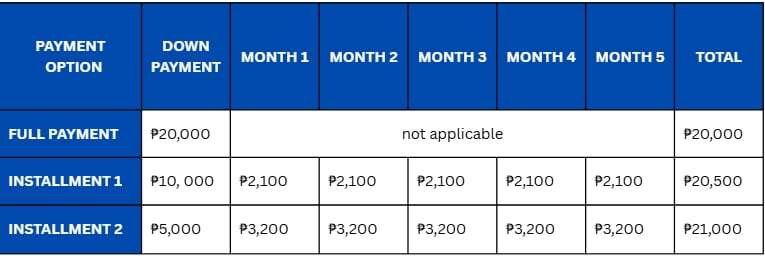 PAYMENT OPTION DOWN PAYMENT MONTH 1 MONTH 2 MONTH 3 MONTH 4 MONTH 5 TOTAL
FULL PAYMENT ₱20,000 not applicable ₱20,000
INSTALLMENT 1 ₱10, 000 ₱2,100 ₱2,100 ₱2,100 ₱2,100 ₱2,100 ₱20,500
INSTALLMENT 2 ₱5,000 ₱3,200 ₱3,200 ₱3,200 ₱3,200 ₱3,200 ₱21,000